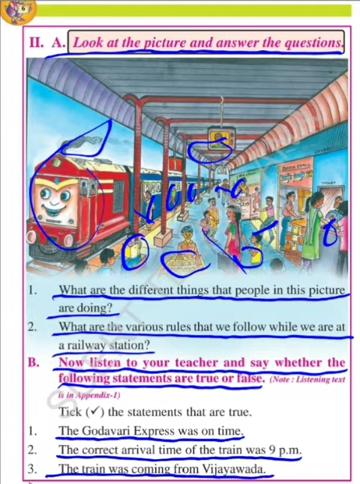 6
II. A. Look at the picture and answer the questions.
1. What are the different things that people in this picture
are doing?
2. What are the various rules that we follow while we are at
a railway station?
B. Now listen to your teacher and say whether the
following statements are true or false. (Note : Listening text
is in Appendix-1)
Tick (✓) the statements that are true.
1. The Godavari Express was on time.
2. The correct arrival time of the train was 9 p.m.
3. The train was coming from Vijayawada.